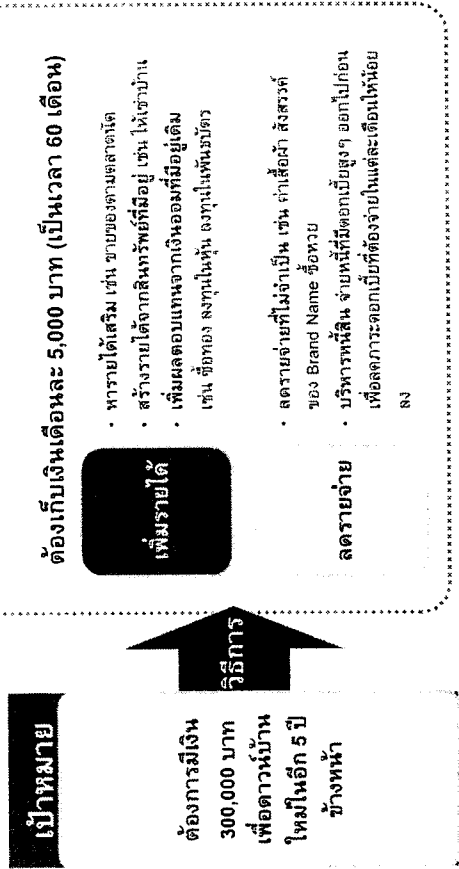 เป้าหมาย
ต้องการมีเงิน
300,000 บาท
เพื่อดาวน์บ้าน
ใหม่ในอีก 5 ปี
ข้างหน้า
วิธีการ
ต้องเก็บเงินเดือนละ 5,000 บาท (เป็นเวลา 60 เดือน)
เพิ่มรายได้
• หารายได้เสริม เช่น ขายของตามตลาดนัด
• สร้างรายได้จากสินทรัพย์ที่มีอยู่ เช่น ให้เช่าบ้าน
• เพิ่มผลตอบแทนจากเงินออมที่มีอยู่เดิม
เช่น ซื้อทอง ลงทุนในหุ้น ลงทุนในพันธบัตร
ลดรายจ่าย
• ลดรายจ่ายที่ไม่จำเป็น เช่น ค่าเสื้อผ้า สังสรรค์
ของ Brand Name ซื้อหวย
• บริหารหนี้สิน จ่ายหนี้ที่มีดอกเบี้ยสูงๆ ออกไปก่อน
เพื่อลดภาระดอกเบี้ยที่ต้องจ่ายในแต่ละเดือนให้น้อย
ลง